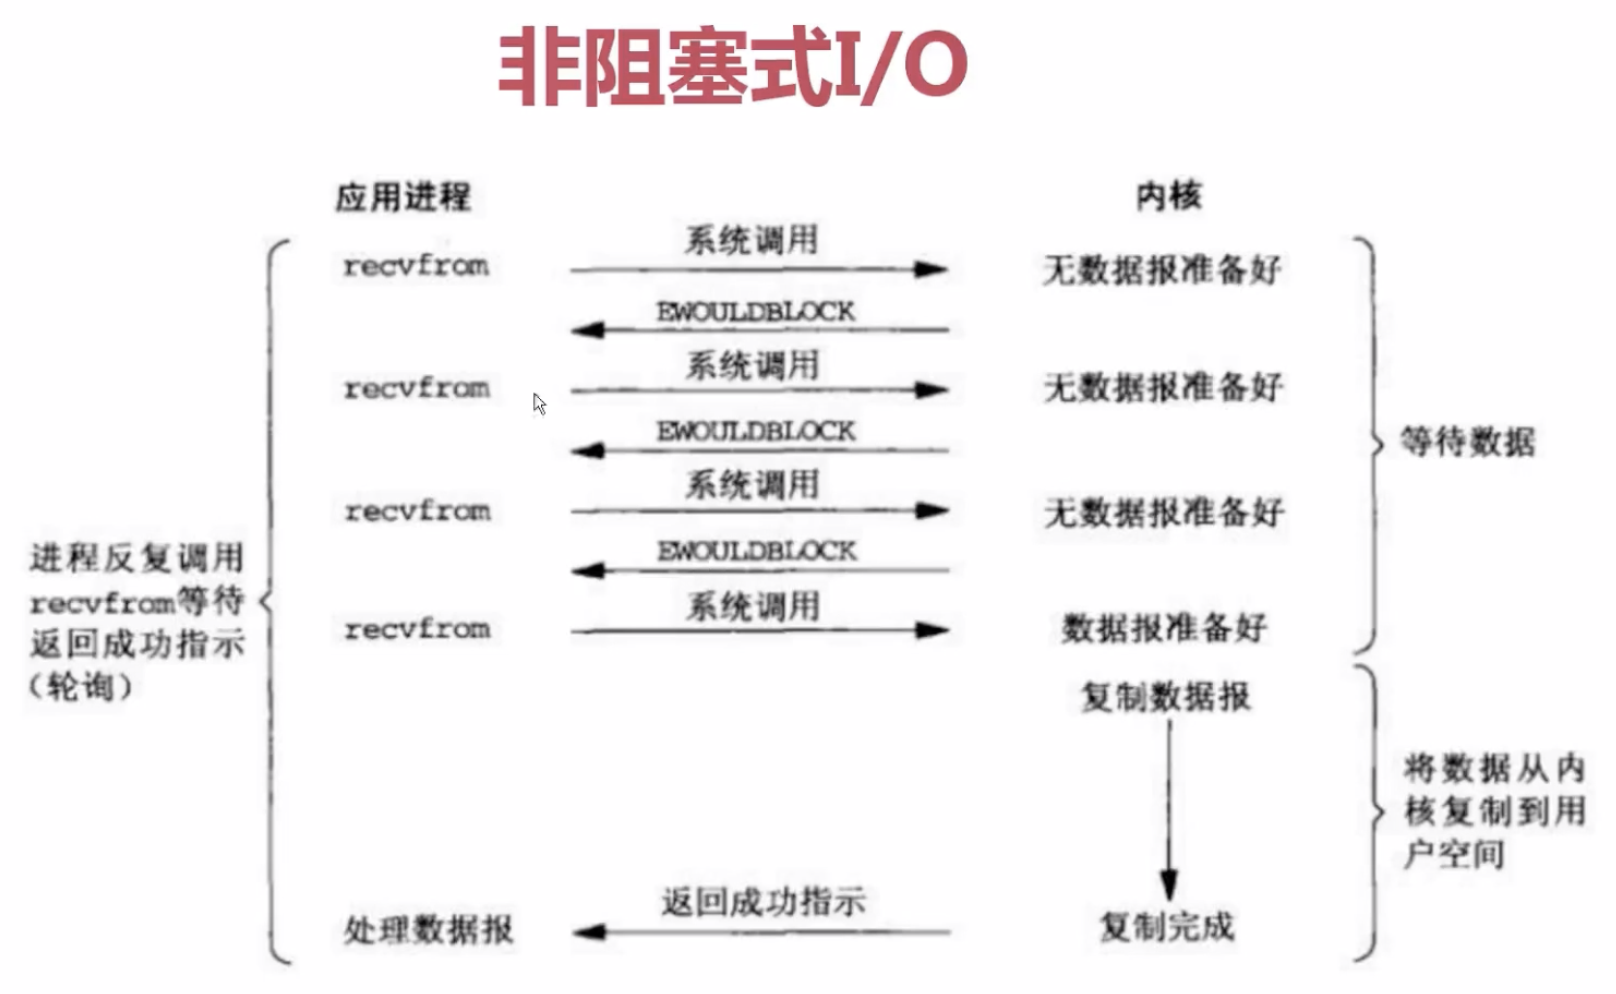 非阻塞式I/O
应用进程
内核
系统调用
recvfrom
无数据报准备好
EWOULDBLOCK
系统调用
recvfrom
无数据报准备好
EWOULDBLOCK
等待数据
系统调用
recvfrom
无数据报准备好
EWOULDBLOCK
进程反复调用
recvfrom等待
返回成功指示
(轮询)
系统调用
recvfrom
数据报准备好
复制数据报
将数据从内
核复制到用
户空间
返回成功指示
处理数据报
复制完成